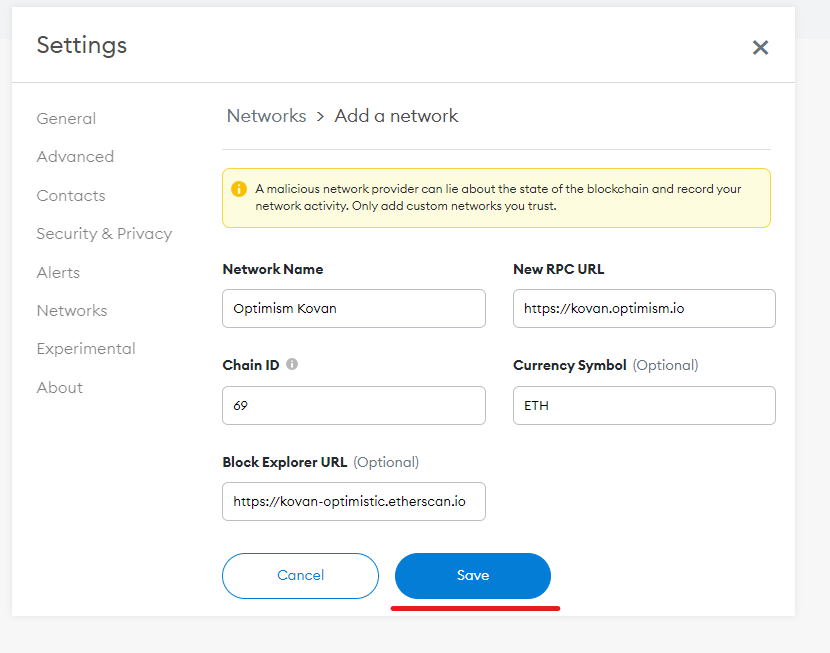 Settings
General
Advanced
Contacts
Security & Privacy
Alerts
Networks
Experimental
About
Networks > Add a network
A malicious network provider can lie about the state of the blockchain and record your
network activity. Only add custom networks you trust.
Network Name
Optimism Kovan
New RPC URL
https://kovan.optimism.io
Chain ID
69
Currency Symbol (Optional)
ETH
Block Explorer URL (Optional)
https://kovan-optimistic.etherscan.io
Cancel
Save